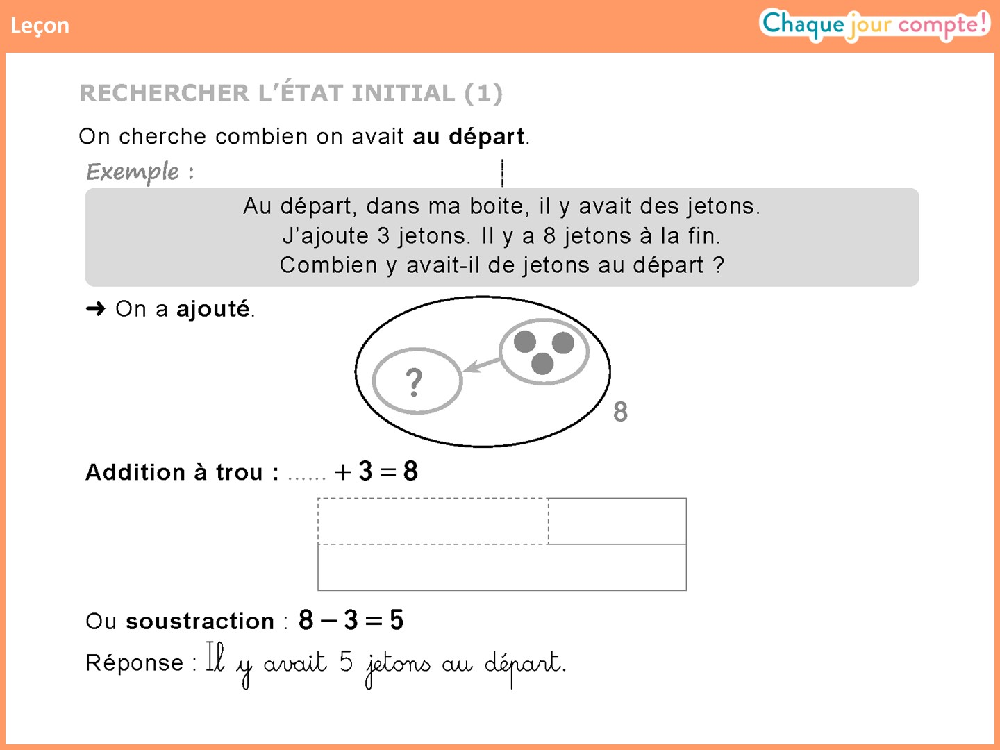 Leçon
Chaque jour compte!
RECHERCHER L’ÉTAT INITIAL (1)
On cherche combien on avait au départ.
Exemple :
Au départ, dans ma boite, il y avait des jetons.
J’ajoute 3 jetons. Il y a 8 jetons à la fin.
Combien y avait-il de jetons au départ ?
➜ On a ajouté.
?
8
Addition à trou : ...... + 3 = 8
Ou soustraction : 8 – 3 = 5
Réponse : Il y avait 5 jetons au départ.